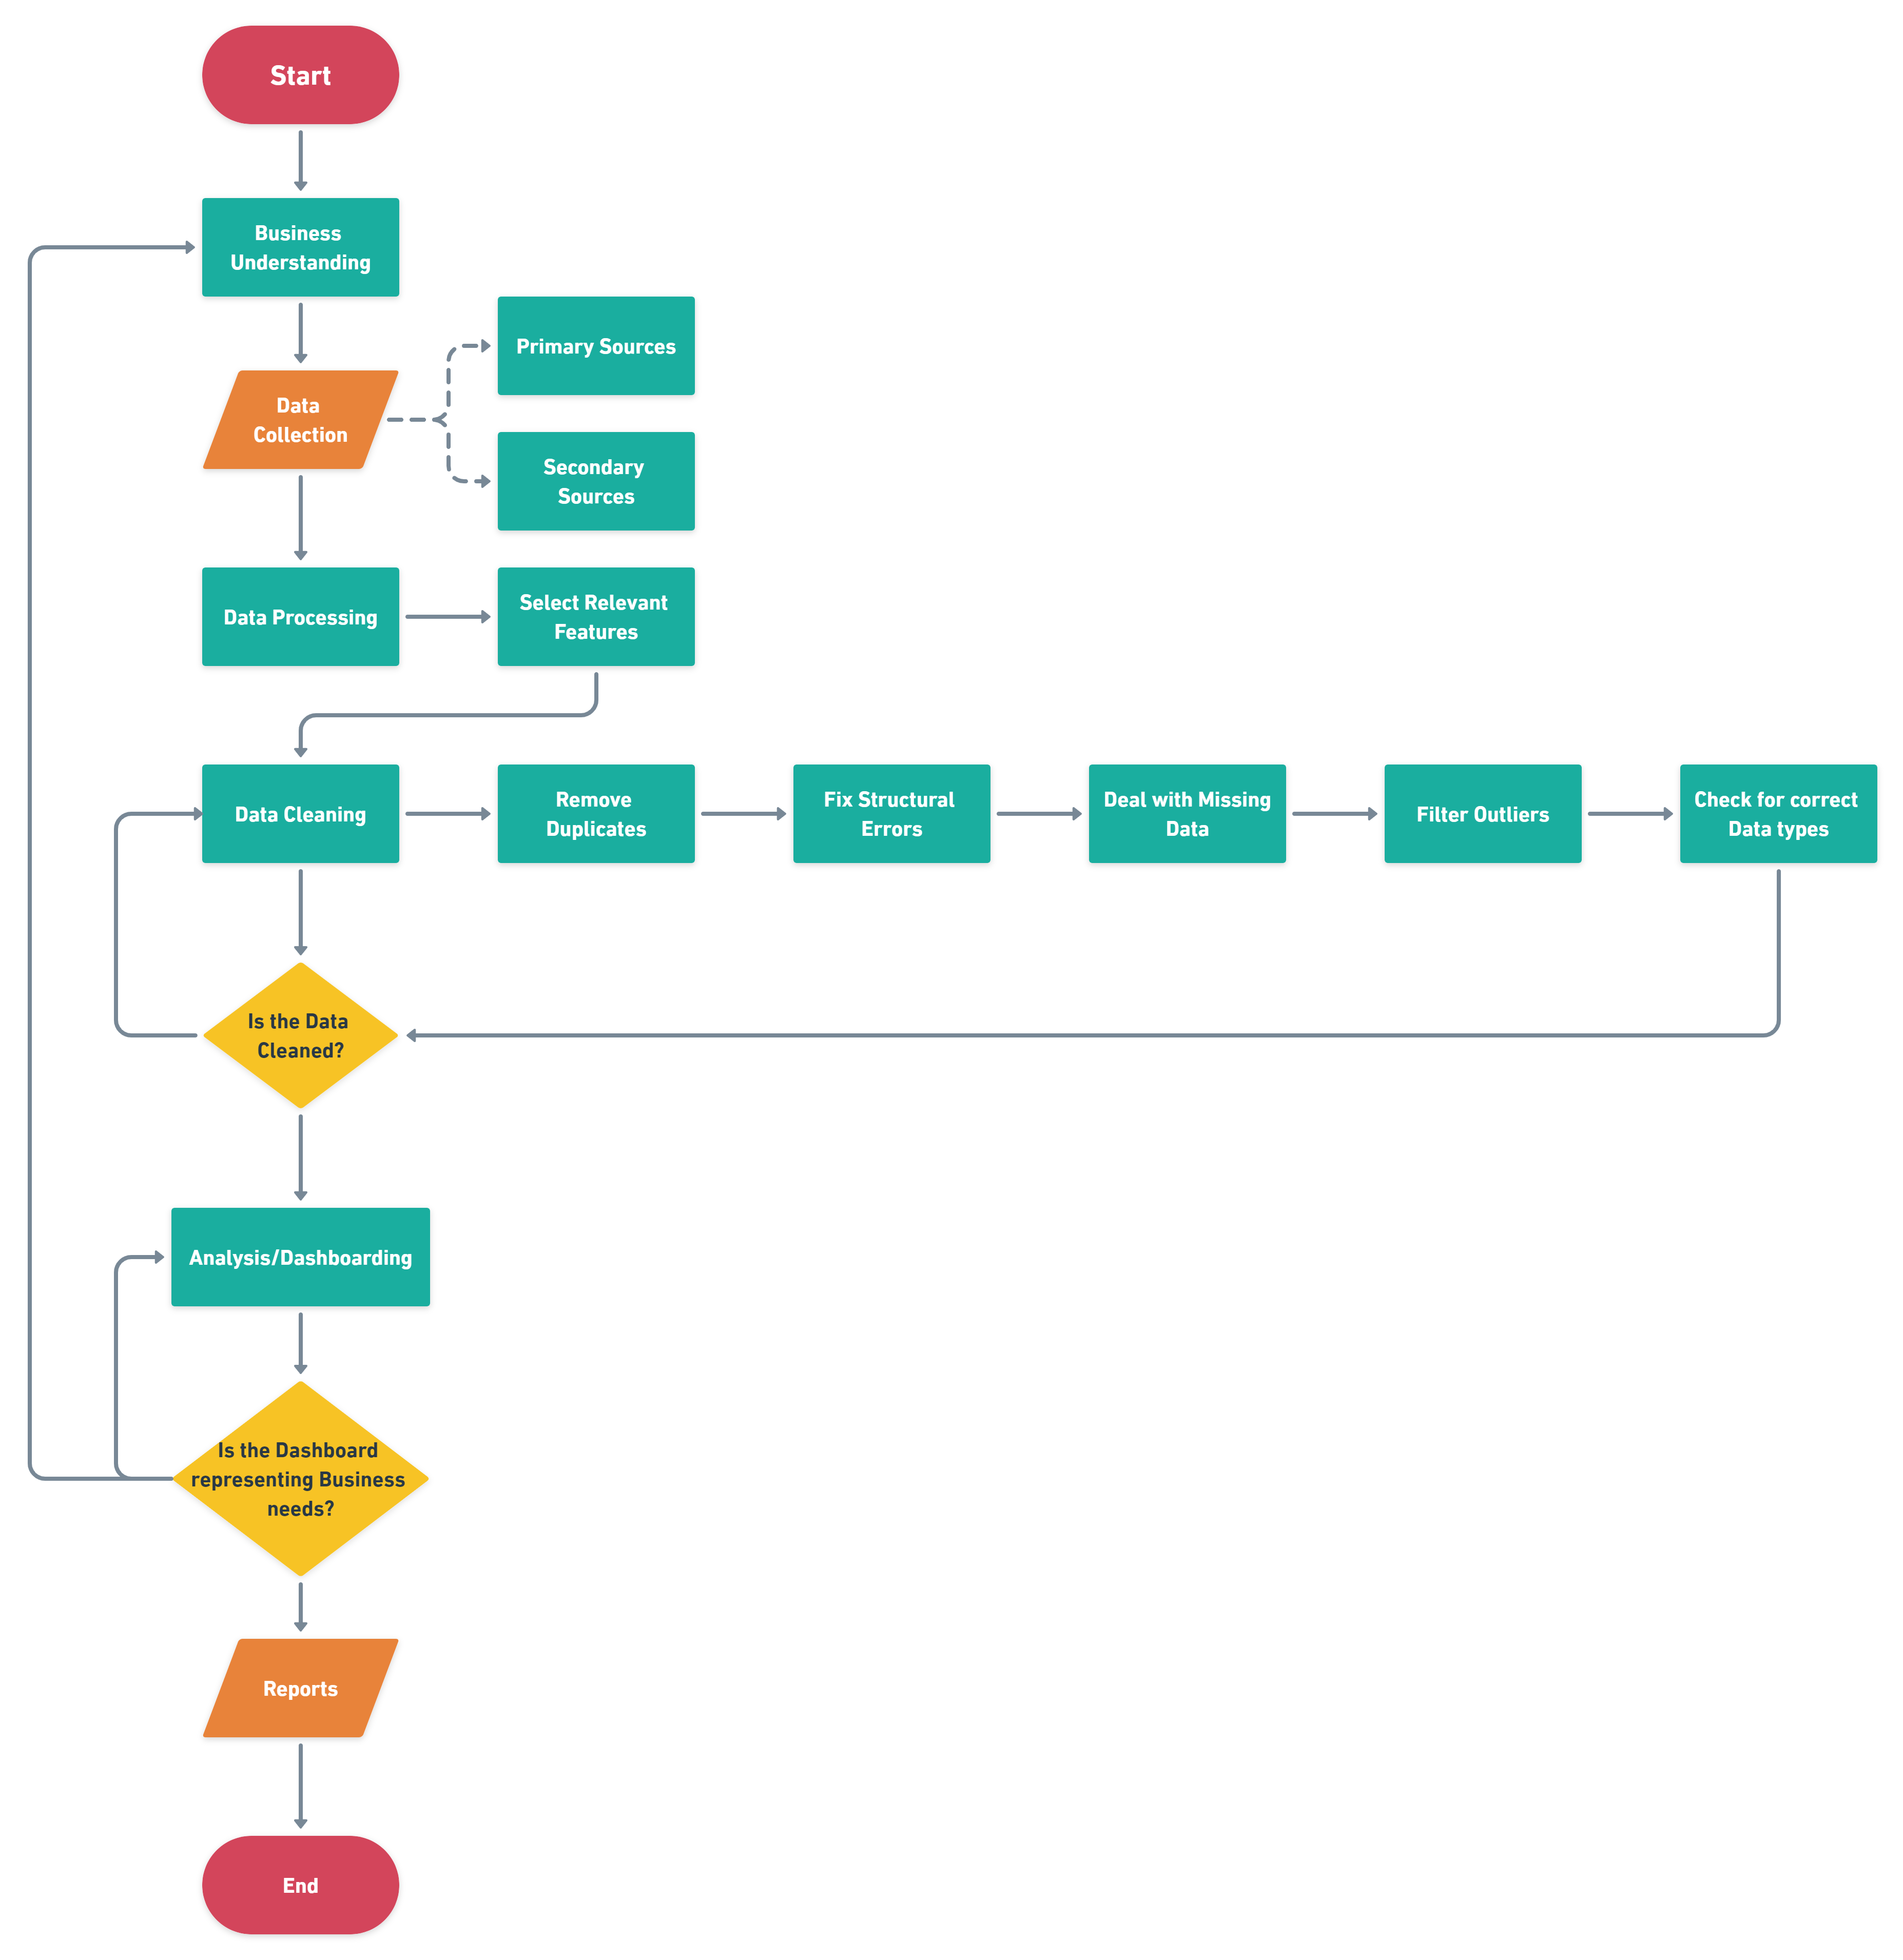 Start
Business
Understanding
Primary Sources
Data
Collection
Secondary
Sources
Data Processing
Select Relevant
Features
Data Cleaning
Remove
Duplicates
Fix Structural
Errors
Deal with Missing
Data
Filter Outliers
Check for correct
Data types
Is the Data
Cleaned?
Analysis/Dashboarding
Is the Dashboard
representing Business
needs?
Reports
End